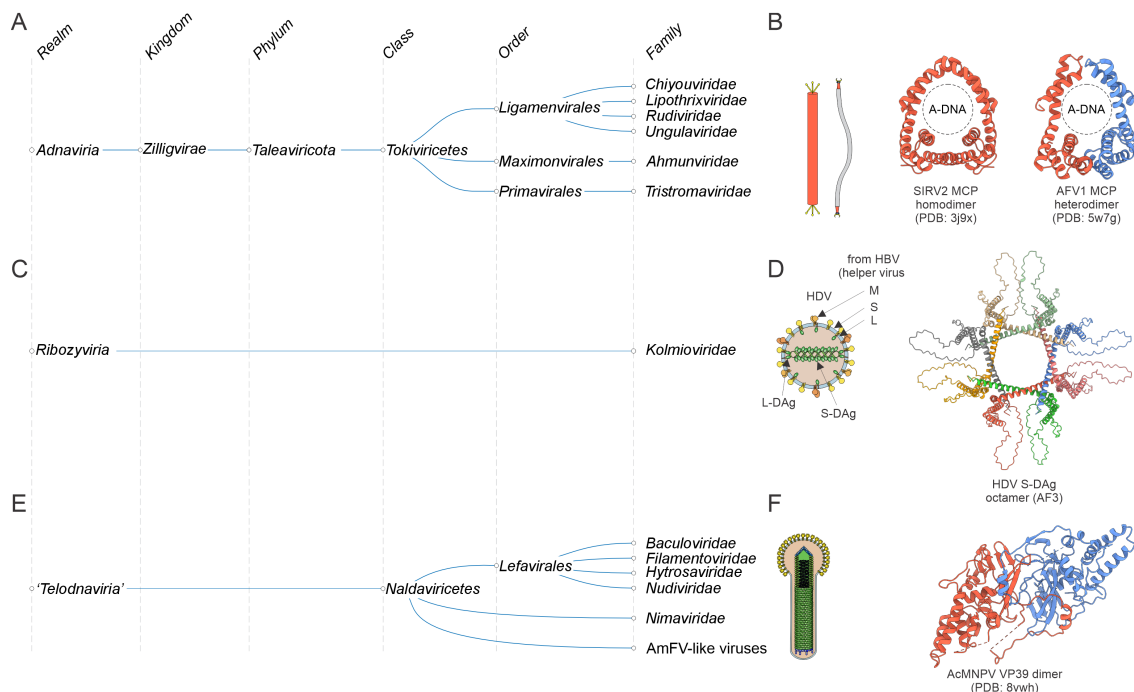 A
Realm
Kingdom
Phylum
Class
Order
Family
Adnaviria
Zilligvirae
Taleaviricota
Tokiviricetes
Ligamenvirales
Chiyouviridae
Lipothrixviridae
Rudiviridae
Ungulaviridae
Maximonvirales
Ahmunviridae
Primavirales
Tristromaviridae
B
A-DNA
A-DNA
SIRV2 MCP
homodimer
(PDB: 3j9x)
AFV1 MCP
heterodimer
(PDB: 5w7g)
C
Ribozyviria
Kolmioviridae
D
from HBV
(helper virus
HDV
M
S
L
L-DAg
S-DAg
HDV S-DAg
octamer (AF3)
E
‘Telodnaviria’
Naldaviricetes
Lefavirales
Baculoviridae
Filamentoviridae
Hytrosaviridae
Nudiviridae
Nimaviridae
AmFV-like viruses
F
AcMNPV VP39 dimer
(PDB: 8vwh)